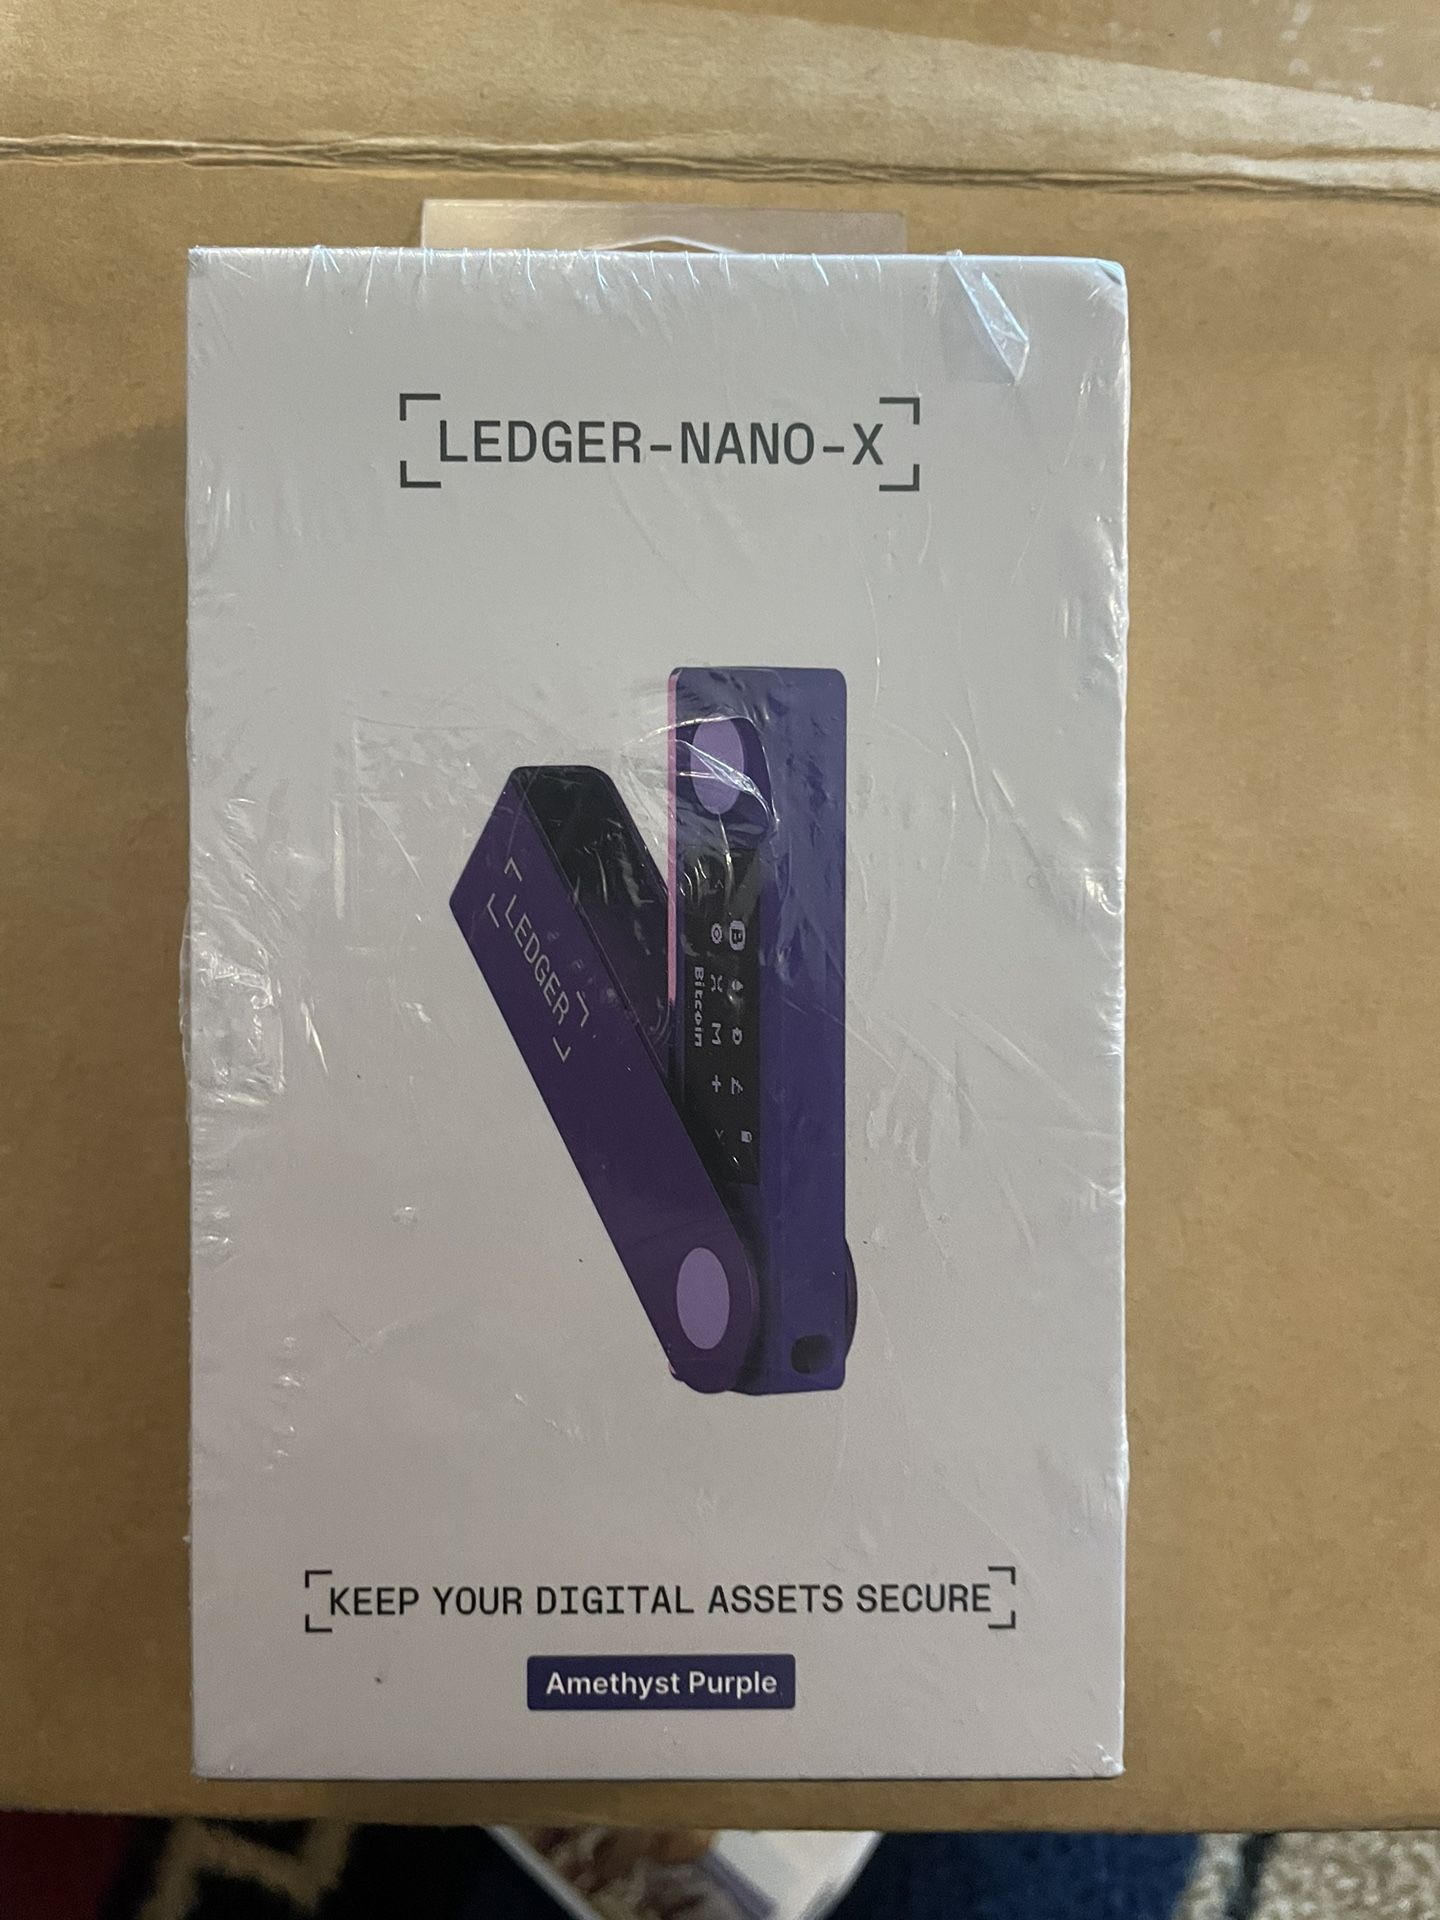 LEDGER-NANO-X
LEDGER
Bitcoin
KEEP YOUR DIGITAL ASSETS SECURE
Amethyst Purple